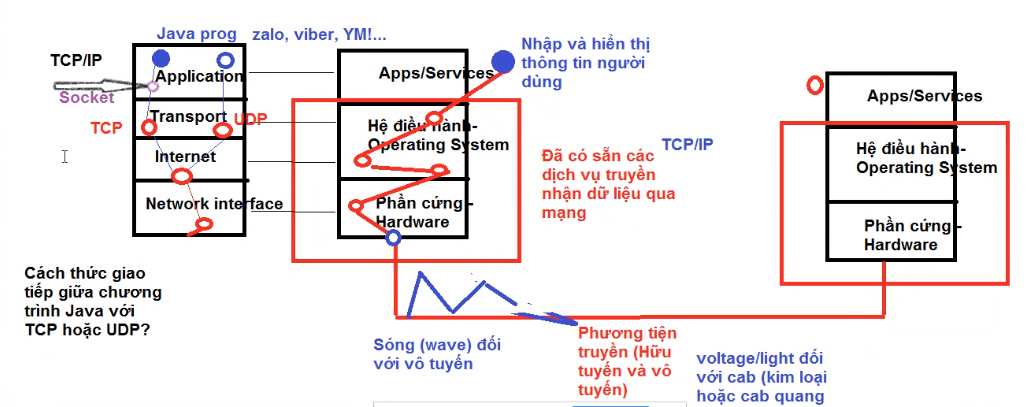 Java prog zalo, viber, YM!...
TCP/IP
Socket
Application
TCP
Transport
UDP
Internet
Network interface
Cách thức giao
tiếp giữa chương
trình Java với
TCP hoặc UDP?
Apps/Services
Hệ điều hành-
Operating System
Phần cứng -
Hardware
Nhập và hiển thị
thông tin người
dùng
Đã có sẵn các
dịch vụ truyền
nhận dữ liệu qua
mạng
TCP/IP
Apps/Services
Hệ điều hành-
Operating System
Phần cứng -
Hardware
Sóng (wave) đối
với vô tuyến
Phương tiện
truyền (Hữu
tuyến và vô
tuyến)
voltage/light đối
với cab (kim loại
hoặc cab quang